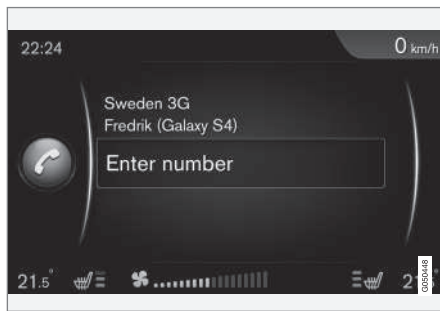 22:24
0 km/h
Sweden 3G
Fredrik (Galaxy S4)
Enter number
21.5°
G050448